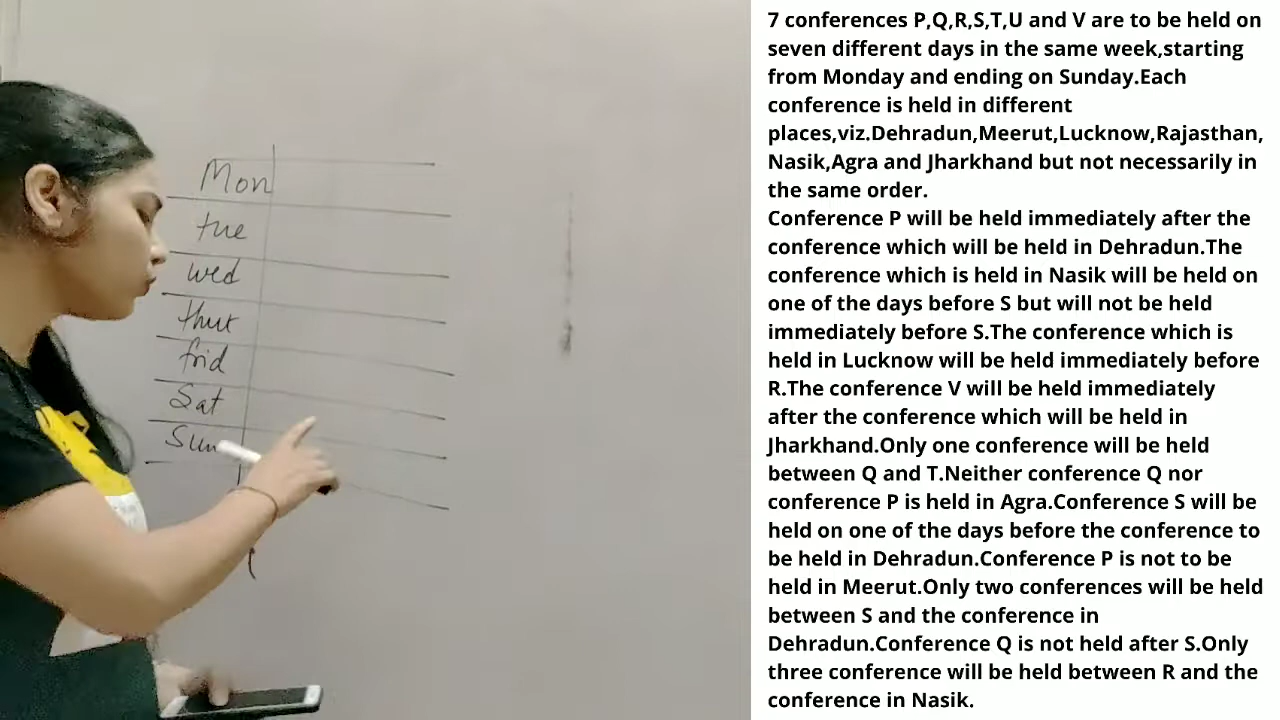 Mon
tue
wed
thur
frid
Sat
Sun
7 conferences P,Q,R,S,T,U and V are to be held on
seven different days in the same week,starting
from Monday and ending on Sunday.Each
conference is held in different
places,viz.Dehradun,Meerut,Lucknow,Rajasthan,
Nasik,Agra and Jharkhand but not necessarily in
the same order.
Conference P will be held immediately after the
conference which will be held in Dehradun.The
conference which is held in Nasik will be held on
one of the days before S but will not be held
immediately before S.The conference which is
held in Lucknow will be held immediately before
R.The conference V will be held immediately
after the conference which will be held in
Jharkhand.Only one conference will be held
between Q and T.Neither conference Q nor
conference P is held in Agra.Conference S will be
held on one of the days before the conference to
be held in Dehradun.Conference P is not to be
held in Meerut.Only two conferences will be held
between S and the conference in
Dehradun.Conference Q is not held after S.Only
three conference will be held between R and the
conference in Nasik.